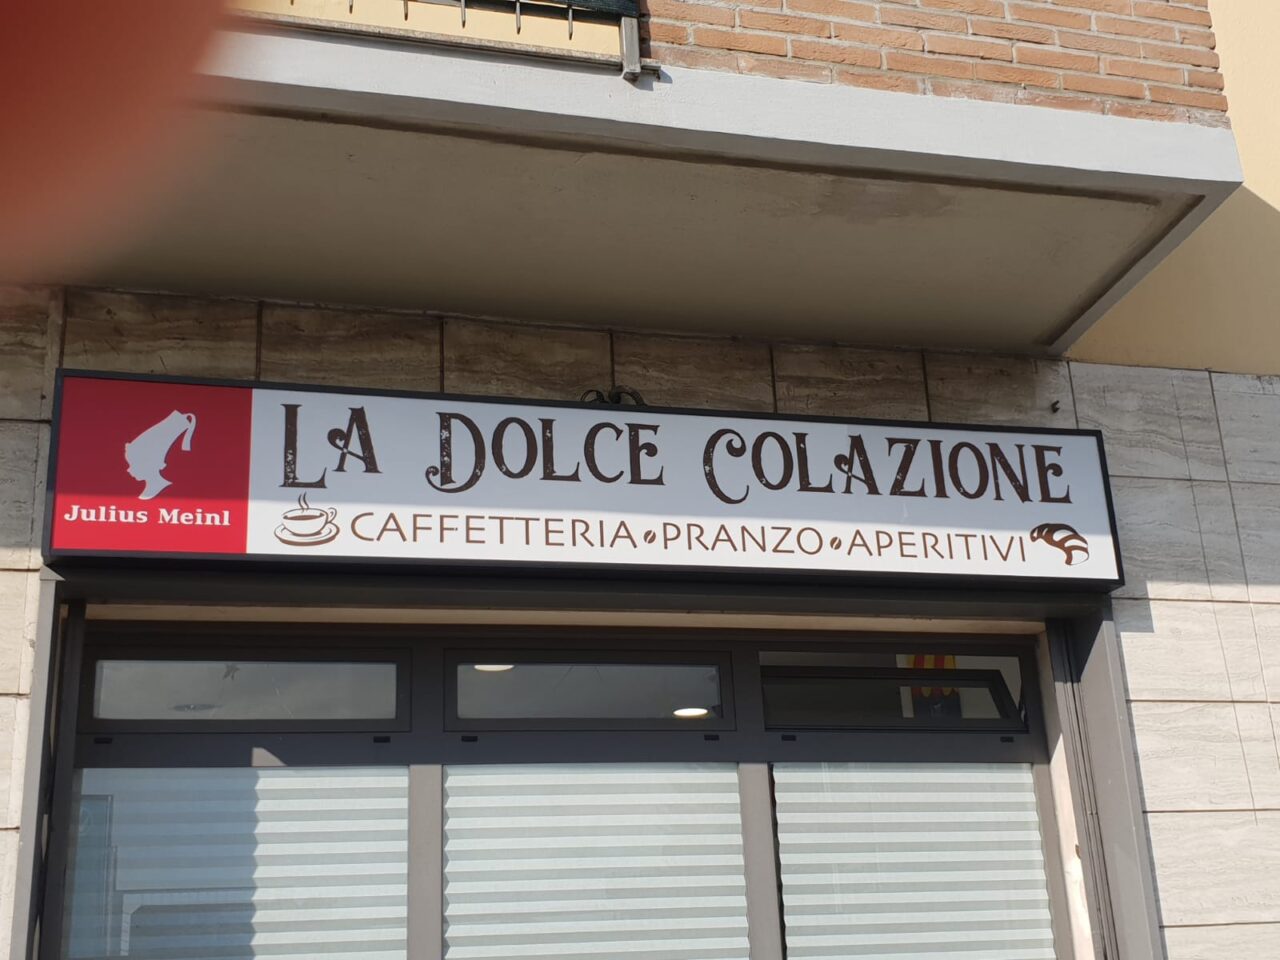 LA DOLCE COLAZIONE
Julius Meinl
CAFFETTERIA•PRANZO•APERITIVI